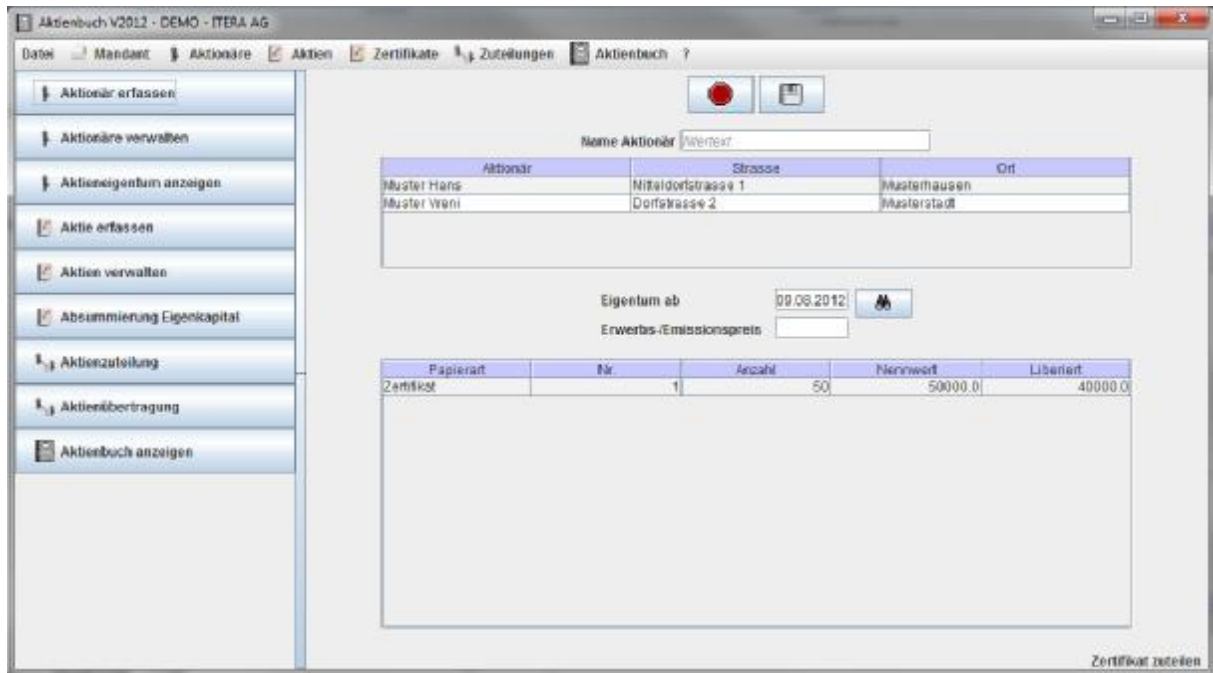 Aktienbuch V2012 - DEMO - ITERA AG
Datei Mandant Aktionäre Aktien Zertifikate Zuteilungen Aktienbuch ?
Aktionär erfassen
Aktionäre verwalten
Aktieneigentum anzeigen
Aktie erfassen
Aktien verwalten
Absummierung Eigenkapital
Aktienzuteilung
Aktienübertragung
Aktienbuch anzeigen
Name Aktionär Filtertext
Aktionär Strasse Ort
Muster Hans Mitteldorfstrasse 1 Musterhausen
Muster Vreni Dorfstrasse 2 Musterstadt
Eigentum ab 09.08.2012
Erwerbs-/Emissionspreis
Papierart Nr. Anzahl Nennwert Liberiert
Zertifikat 1 50 50000.0 40000.0
Zertifikat zuteilen